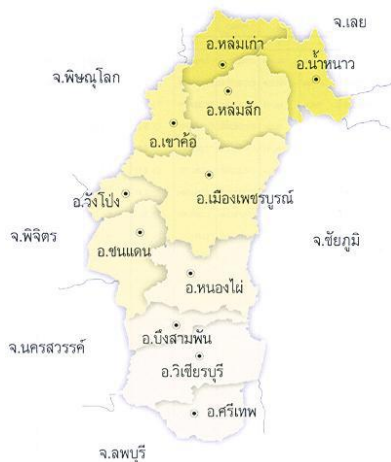 จ.เลย
อ.หล่มเก่า
อ.น้ำหนาว
จ.พิษณุโลก
อ.หล่มสัก
อ.เขาค้อ
อ.วังโป่ง
อ.เมืองเพชรบูรณ์
จ.พิจิตร
จ.ชัยภูมิ
อ.ชนแดน
อ.หนองไผ่
อ.บึงสามพัน
จ.นครสวรรค์
อ.วิเชียรบุรี
อ.ศรีเทพ
จ.ลพบุรี